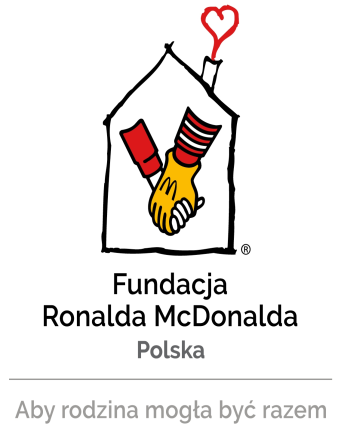 ®
Fundacja
Ronalda McDonalda
Polska
Aby rodzina mogła być razem